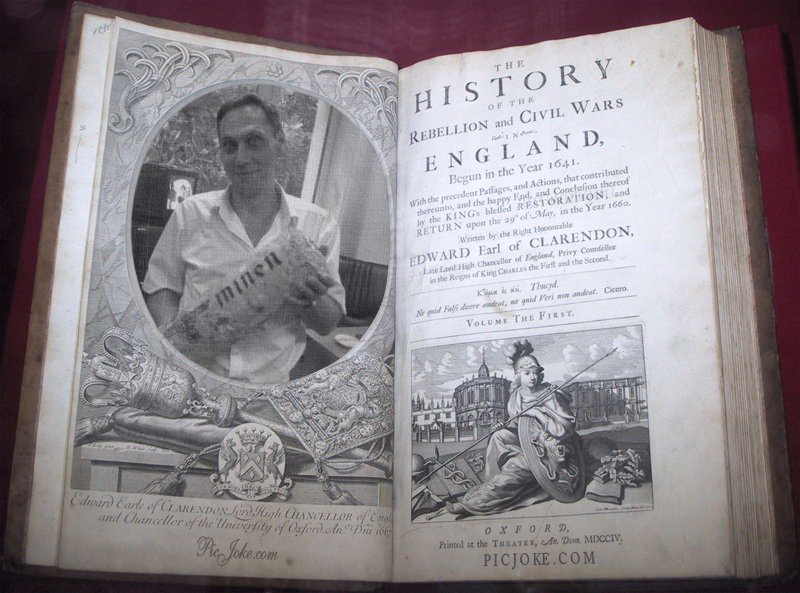 minen
Edward Earle of CLARENDON, Lord High CHANCELLOR of
and Chancellor of the University of Oxford. An.º Dni
PicJoke.com
THE
HISTORY
OF THE
REBELLION and CIVIL WARS
IN
ENGLAND,
Begun in the Year 1641.
With the precedent Passages, and Actions, that contributed
thereunto, and the happy End, and Conclusion thereof
by the KING's blessed RESTORATION, and
RETURN upon the 29th of May, in the Year 1660.
Written by the Right Honourable
EDWARD Earl of CLARENDON,
Late Lord High Chancellor of England, Privy Counsellor
in the Reigns of King CHARLES the First and the Second.
Thucyd.
Ne quid Falsi dicere audeat, ne quid Veri non audeat. Cicero.
VOLUME THE FIRST.
OXFORD,
Printed at the THEATER, An. Dom. MDCCIV.
PICJOKE.COM